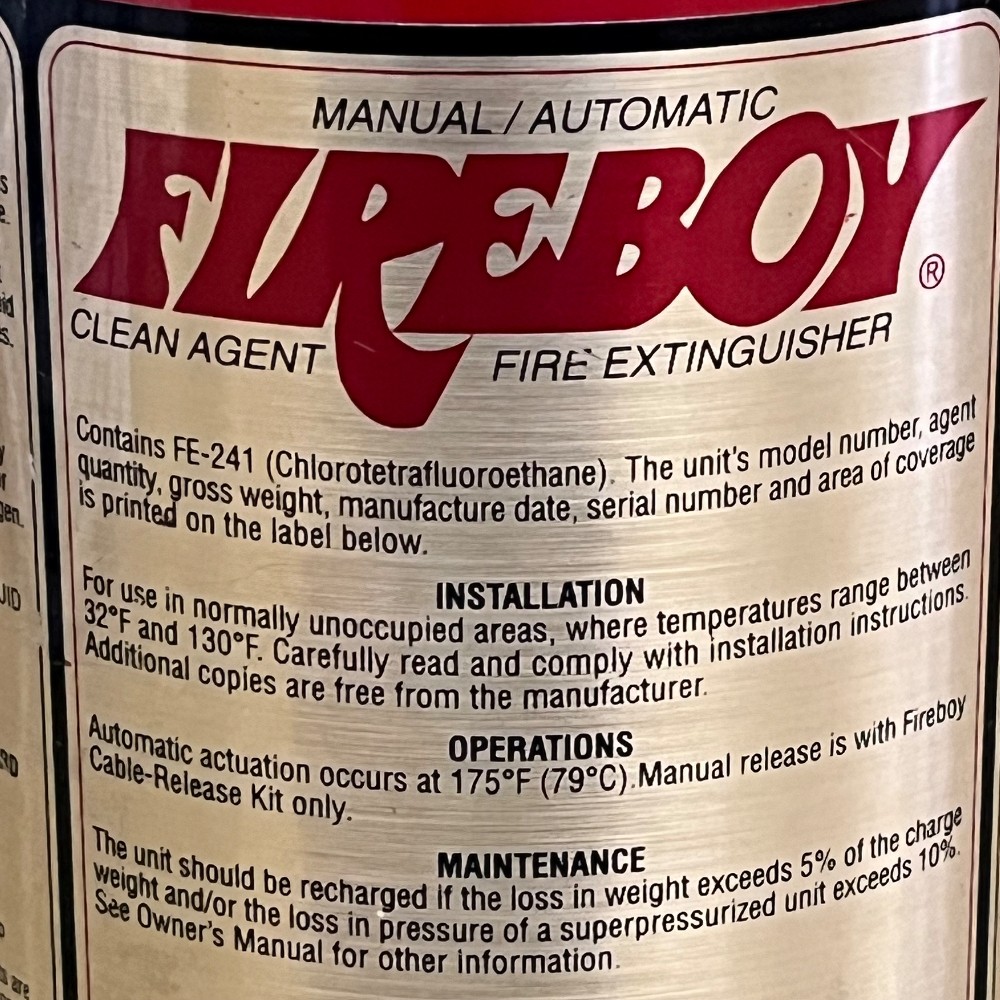 MANUAL / AUTOMATIC
FIREBOY®
CLEAN AGENT FIRE EXTINGUISHER
Contains FE-241 (Chlorotetrafluoroethane). The unit's model number, agent
quantity, gross weight, manufacture date, serial number and area of coverage
is printed on the label below.
INSTALLATION
For use in normally unoccupied areas, where temperatures range between
32°F and 130°F. Carefully read and comply with installation instructions.
Additional copies are free from the manufacturer.
OPERATIONS
Automatic actuation occurs at 175°F (79°C). Manual release is with Fireboy
Cable-Release Kit only.
MAINTENANCE
The unit should be recharged if the loss in weight exceeds 5% of the charge
weight and/or the loss in pressure of a superpressurized unit exceeds 10%.
See Owner's Manual for other information.